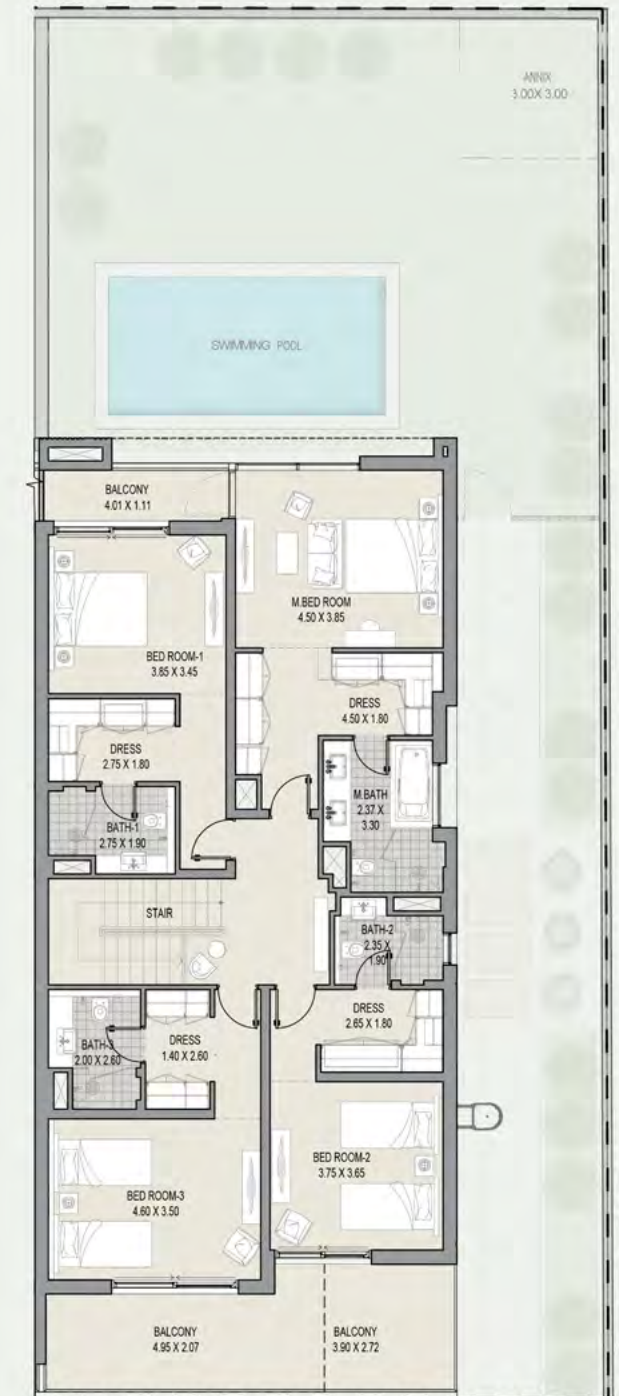 ANNIX
3.00X 3.00
SWIMMING POOL
BALCONY
4.01 X 1.11
M.BED ROOM
4.50 X 3.85
BED ROOM-1
3.85 X 3.45
DRESS
4.50 X 1.80
DRESS
2.75 X 1.80
M.BATH
2.37 X
3.30
BATH-1
2.75 X 1.90
STAIR
BATH-2
2.35 X
1.90
DRESS
2.65 X 1.80
DRESS
1.40 X 2.60
BATH-3
2.00 X 2.60
BED ROOM-2
3.75 X 3.65
BED ROOM-3
4.60 X 3.50
BALCONY
4.95 X 2.07
BALCONY
3.90 X 2.72